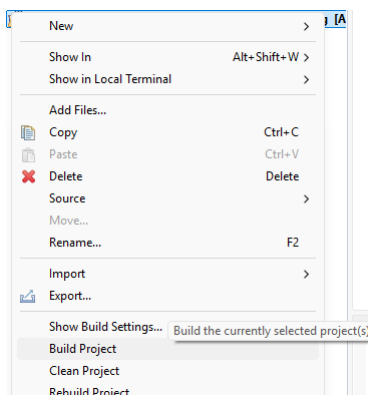 New
g [A
Show In Alt+Shift+W
Show in Local Terminal
Add Files...
Copy Ctrl+C
Paste Ctrl+V
Delete Delete
Source
Move...
Rename... F2
Import
Export...
Show Build Settings...
Build the currently selected project(s)
Build Project
Clean Project
Rebuild Project